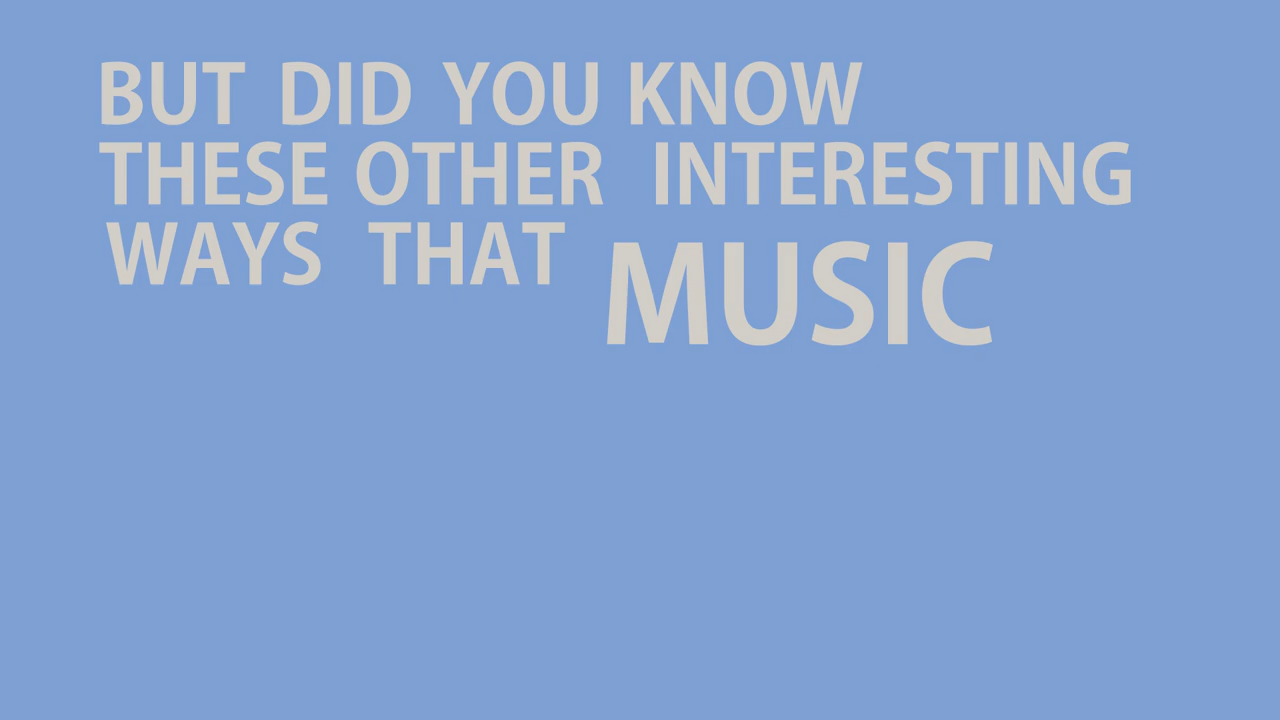 BUT DID YOU KNOW
THESE OTHER INTERESTING
WAYS THAT MUSIC